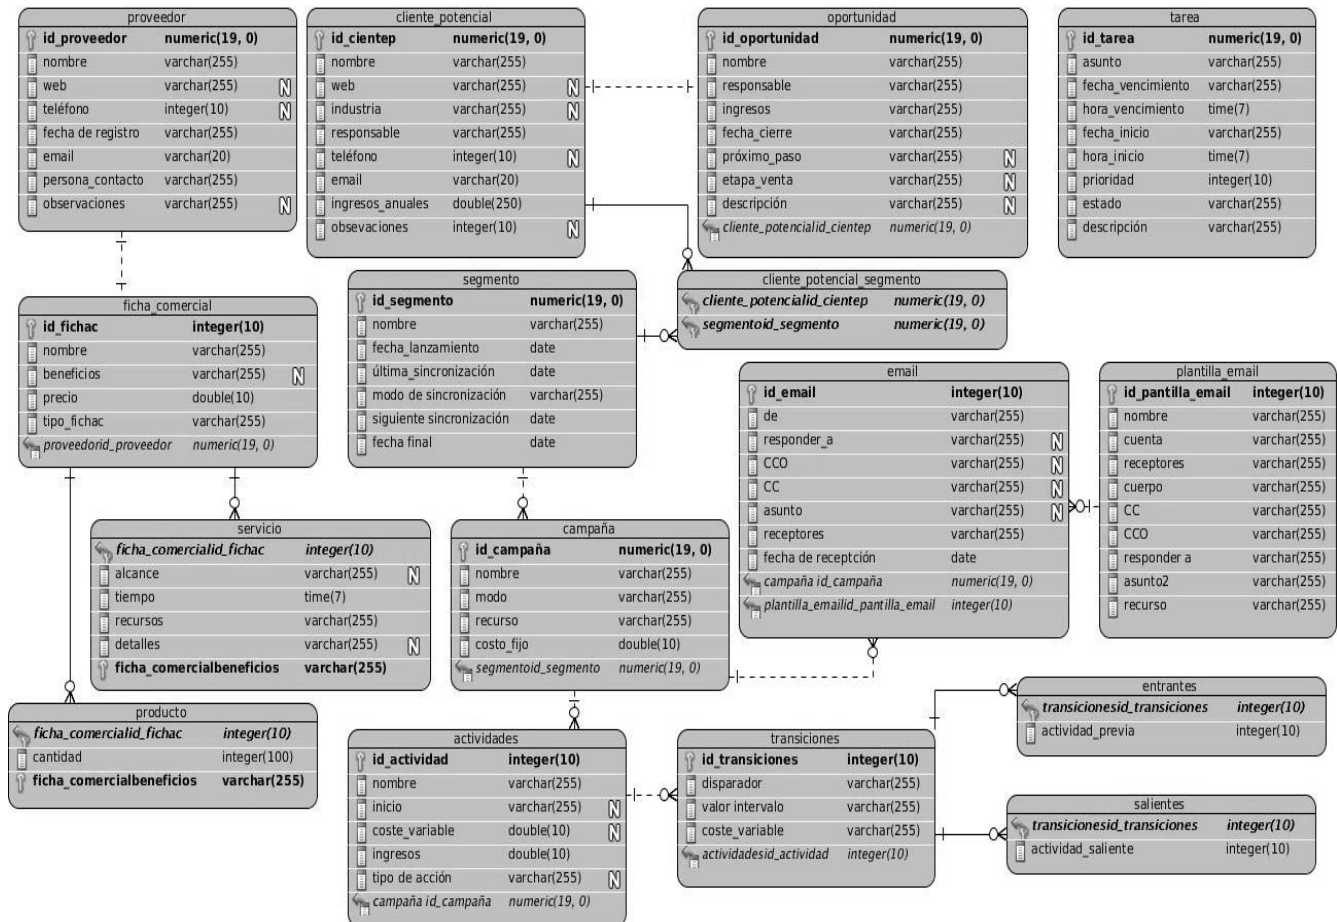 proveedor
id_proveedor numeric(19, 0)
nombre varchar(255)
web varchar(255) N
teléfono integer(10) N
fecha de registro varchar(255)
email varchar(20)
persona_contacto varchar(255)
observaciones varchar(255) N
cliente_potencial
id_cientep numeric(19, 0)
nombre varchar(255)
web varchar(255) N
industria varchar(255) N
responsable varchar(255)
teléfono integer(10) N
email varchar(20)
ingresos_anuales double(250)
obsevaciones integer(10) N
oportunidad
id_oportunidad numeric(19, 0)
nombre varchar(255)
responsable varchar(255)
ingresos varchar(255)
fecha_cierre varchar(255)
próximo_paso varchar(255) N
etapa_venta varchar(255) N
descripción varchar(255) N
cliente_potencialid_cientep numeric(19, 0)
tarea
id_tarea numeric(19, 0)
asunto varchar(255)
fecha_vencimiento varchar(255)
hora_vencimiento time(7)
fecha_inicio varchar(255)
hora_inicio time(7)
prioridad integer(10)
estado varchar(255)
descripción varchar(255)
ficha_comercial
id_fichac integer(10)
nombre varchar(255)
beneficios varchar(255) N
precio double(10)
tipo_fichac varchar(255)
proveedorid_proveedor numeric(19, 0)
segmento
id_segmento numeric(19, 0)
nombre varchar(255)
fecha_lanzamiento date
última_sincronización date
modo de sincronización varchar(255)
siguiente sincronización date
fecha final date
cliente_potencial_segmento
cliente_potencialid_cientep numeric(19, 0)
segmentoid_segmento numeric(19, 0)
email
id_email integer(10)
de varchar(255)
responder_a varchar(255) N
CCO varchar(255) N
CC varchar(255) N
asunto varchar(255) N
receptores varchar(255)
fecha de receptción date
campaña id_campaña numeric(19, 0)
plantilla_emailid_pantilla_email integer(10)
plantilla_email
id_pantilla_email integer(10)
nombre varchar(255)
cuenta varchar(255)
receptores varchar(255)
cuerpo varchar(255)
CC varchar(255)
CCO varchar(255)
responder a varchar(255)
asunto2 varchar(255)
recurso varchar(255)
servicio
ficha_comercialid_fichac integer(10)
alcance varchar(255) N
tiempo time(7)
recursos varchar(255)
detalles varchar(255) N
ficha_comercialbeneficios varchar(255)
campaña
id_campaña numeric(19, 0)
nombre varchar(255)
modo varchar(255)
recurso varchar(255)
costo_fijo double(10)
segmentoid_segmento numeric(19, 0)
producto
ficha_comercialid_fichac integer(10)
cantidad integer(100)
ficha_comercialbeneficios varchar(255)
actividades
id_actividad integer(10)
nombre varchar(255)
inicio varchar(255) N
coste_variable double(10) N
ingresos double(10)
tipo de acción varchar(255) N
campaña id_campaña numeric(19, 0)
transiciones
id_transiciones integer(10)
disparador varchar(255)
valor intervalo varchar(255)
coste_variable varchar(255)
actividadesid_actividad integer(10)
entrantes
transicionesid_transiciones integer(10)
actividad_previa integer(10)
salientes
transicionesid_transiciones integer(10)
actividad_saliente integer(10)